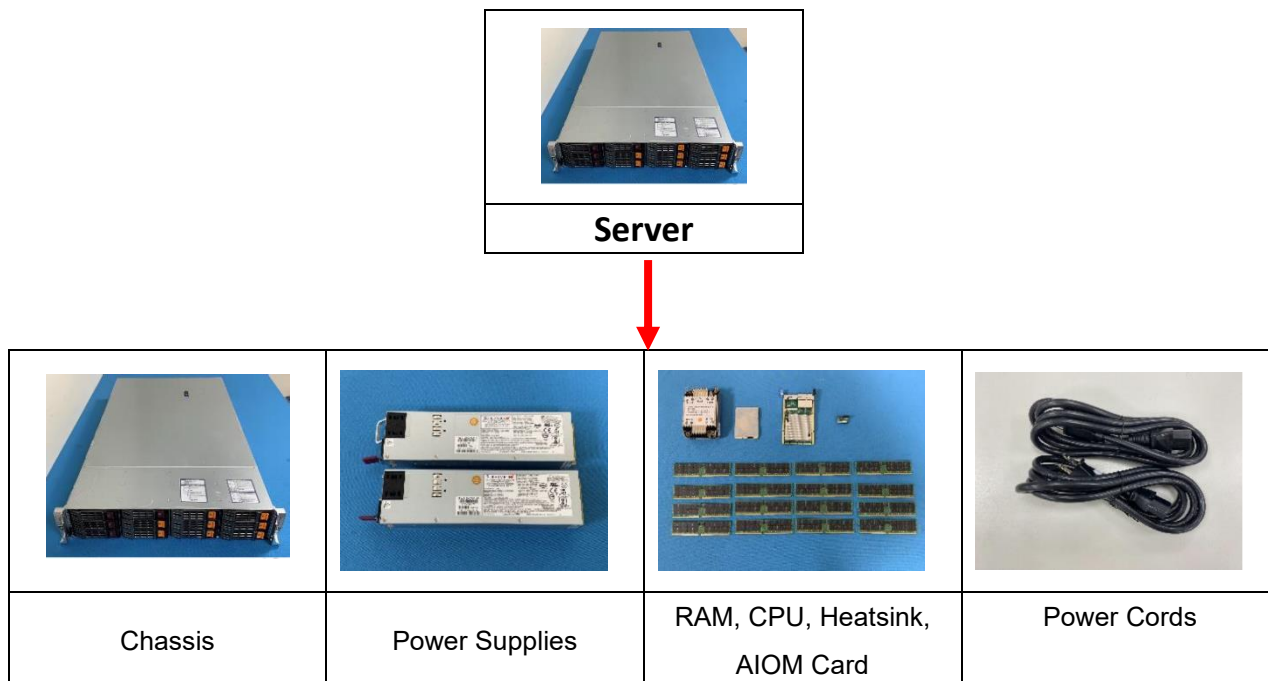 Server
Chassis
Power Supplies
RAM, CPU, Heatsink,
AIOM Card
Power Cords